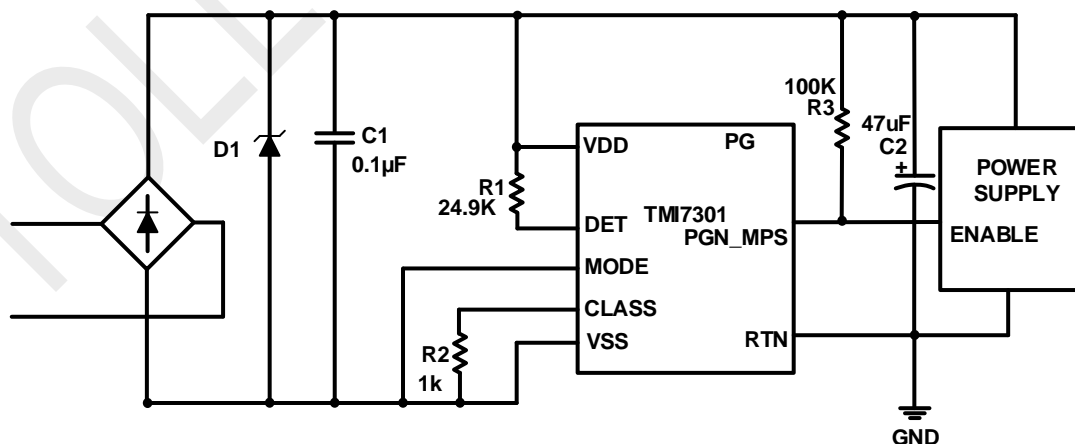 D1
C1
0.1µF
R1
24.9K
R2
1k
VDD
DET
MODE
CLASS
VSS
PG
TMI7301
PGN_MPS
RTN
100K
R3
47uF
C2
+
POWER
SUPPLY
ENABLE
GND